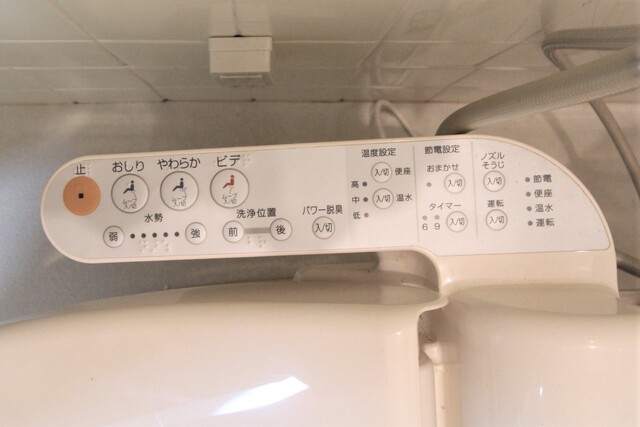 止
おしり
やわらか
ビデ
入/切
水勢
弱
強
洗浄位置
前
後
パワー脱臭
入/切
温度設定
入/切
便座
高
中
低
入/切
温水
節電設定
おまかせ
入/切
タイマー
6 9
入/切
ノズル
そうじ
入/切
運転
入/切
節電
便座
温水
運転